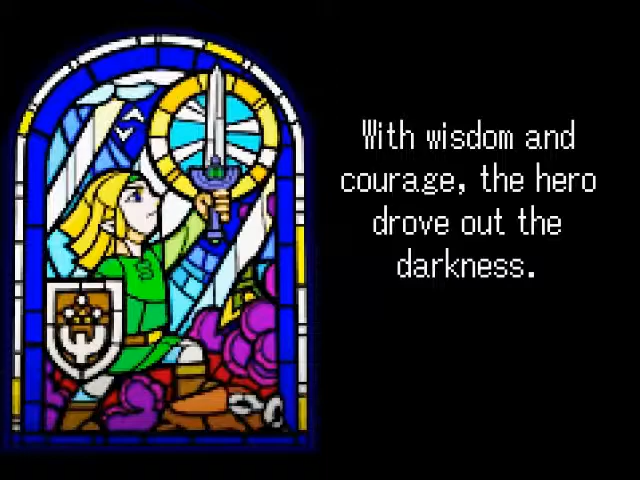 With wisdom and
courage, the hero
drove out the
darkness.